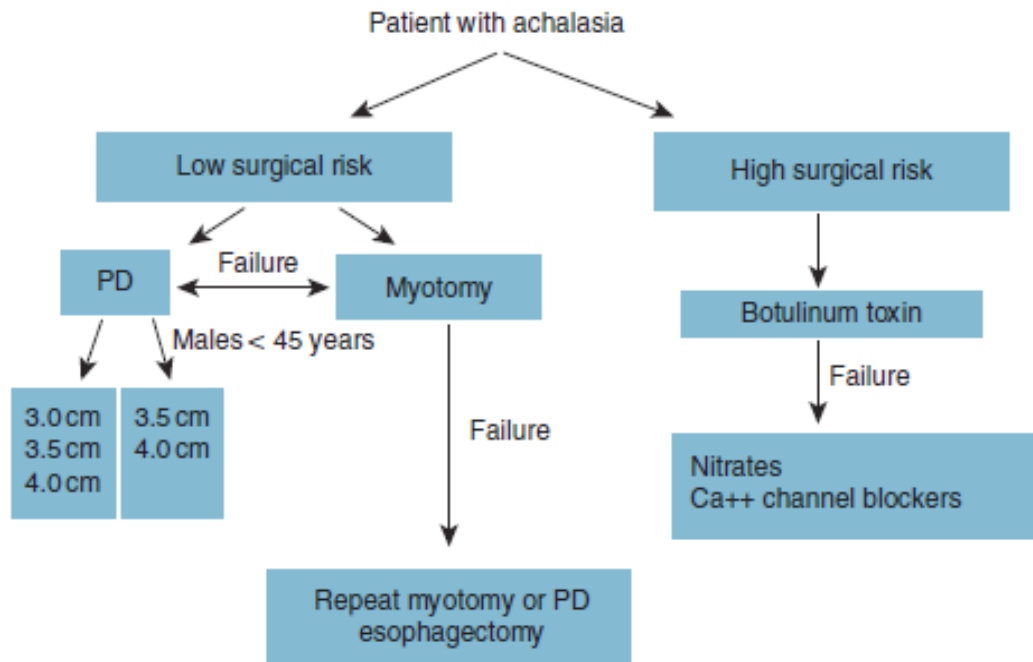 Patient with achalasia
Low surgical risk
High surgical risk
PD
Failure
Myotomy
Botulinum toxin
Males < 45 years
Failure
3.0 cm
3.5 cm
4.0 cm
3.5 cm
4.0 cm
Failure
Nitrates
Ca++ channel blockers
Repeat myotomy or PD
esophagectomy